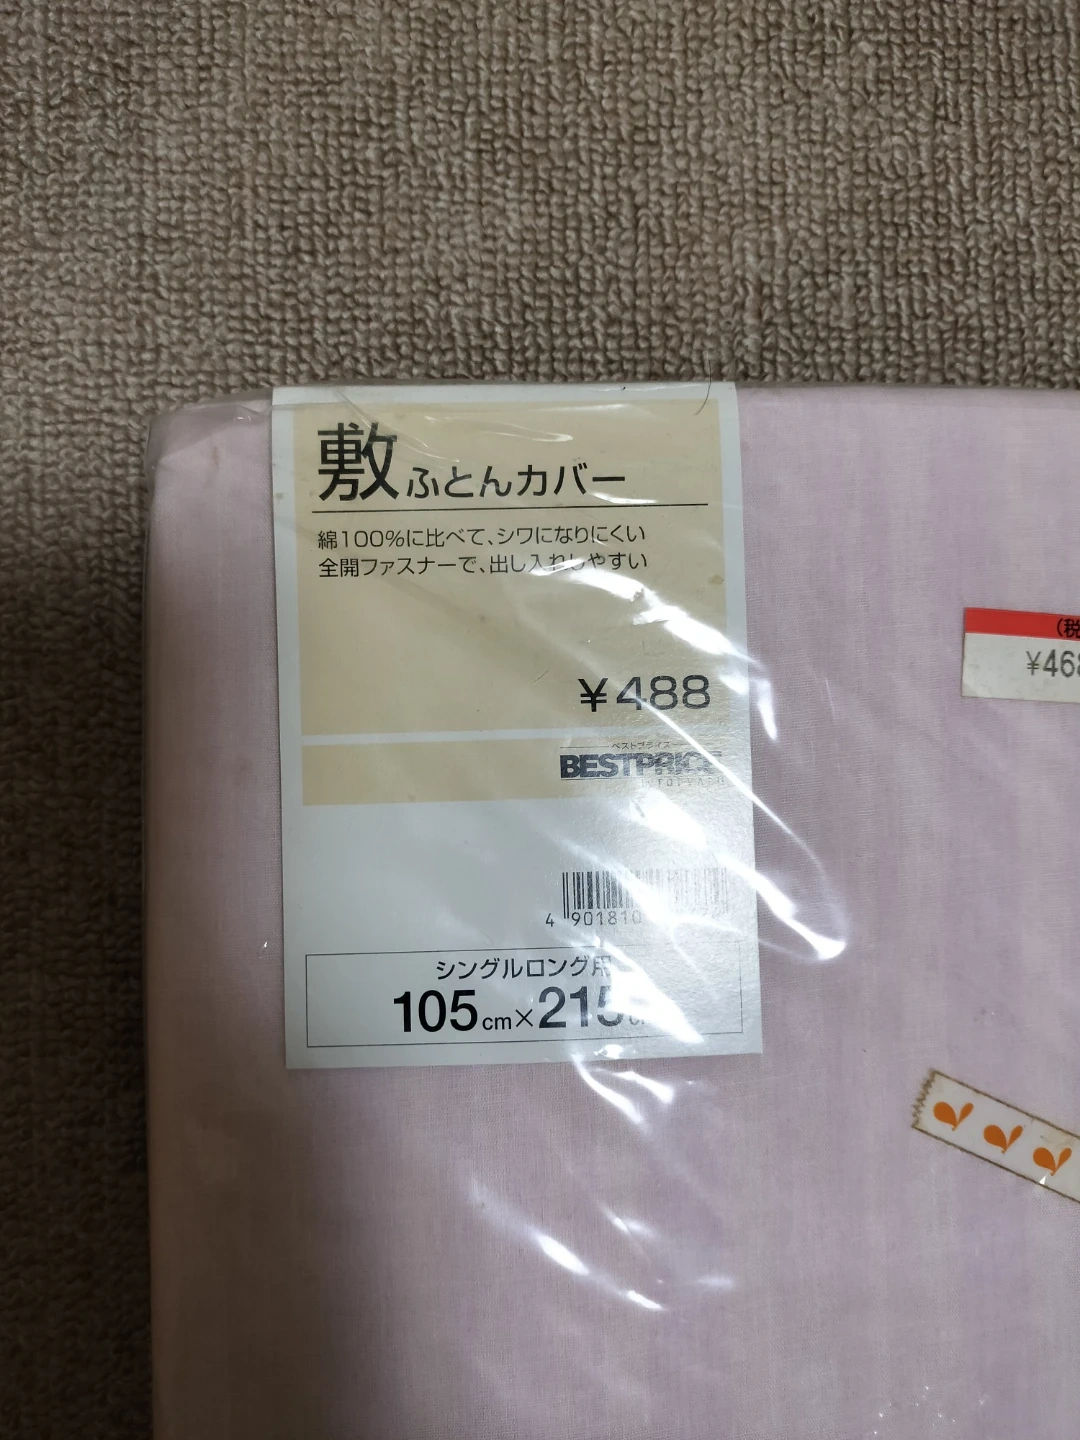 敷ふとんカバー
綿100%に比べて、シワになりにくい
全開ファスナーで、出し入れしやすい
¥488
ベストプライス
BESTPRICE
4 901810
シングルロング用
105cm×215cm
(税
¥468